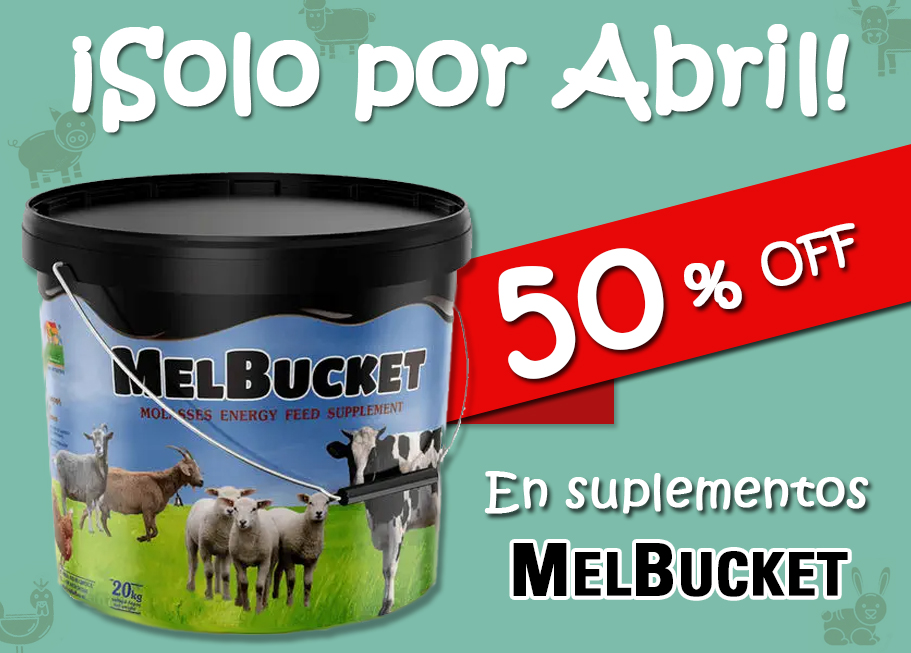 ¡Solo por Abril!
50 % OFF
MELBUCKET
MOLASSES ENERGY FEED SUPPLEMENT
20kg
En suplementos
MELBUCKET